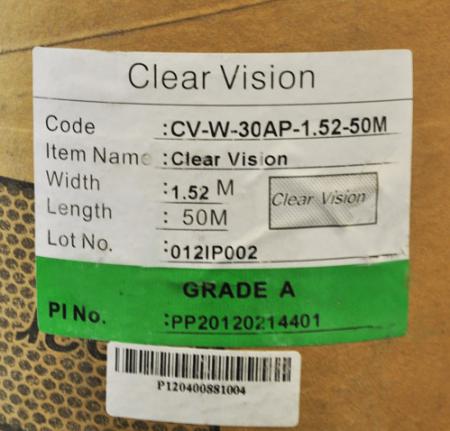 Clear Vision
Code :CV-W-30AP-1.52-50M
Item Name :Clear Vision
Width :1.52 M
Clear Vision
Length : 50M
Lot No. :012IP002
GRADE A
PI No. :PP20120214401
P120400881004